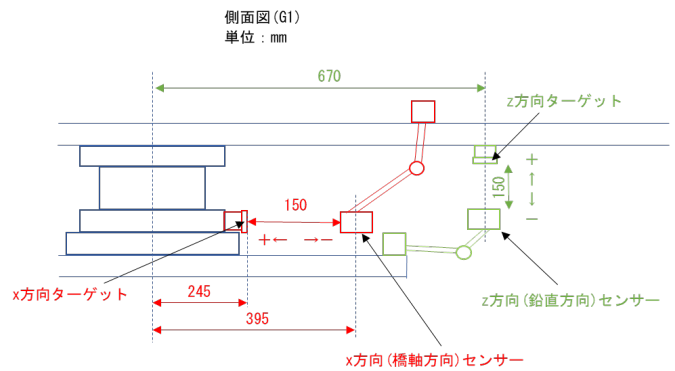 側面図(G1)
単位：mm
670
z方向ターゲット
＋
150
－
150
＋← →－
x方向ターゲット
245
z方向(鉛直方向)センサー
395
x方向(橋軸方向)センサー